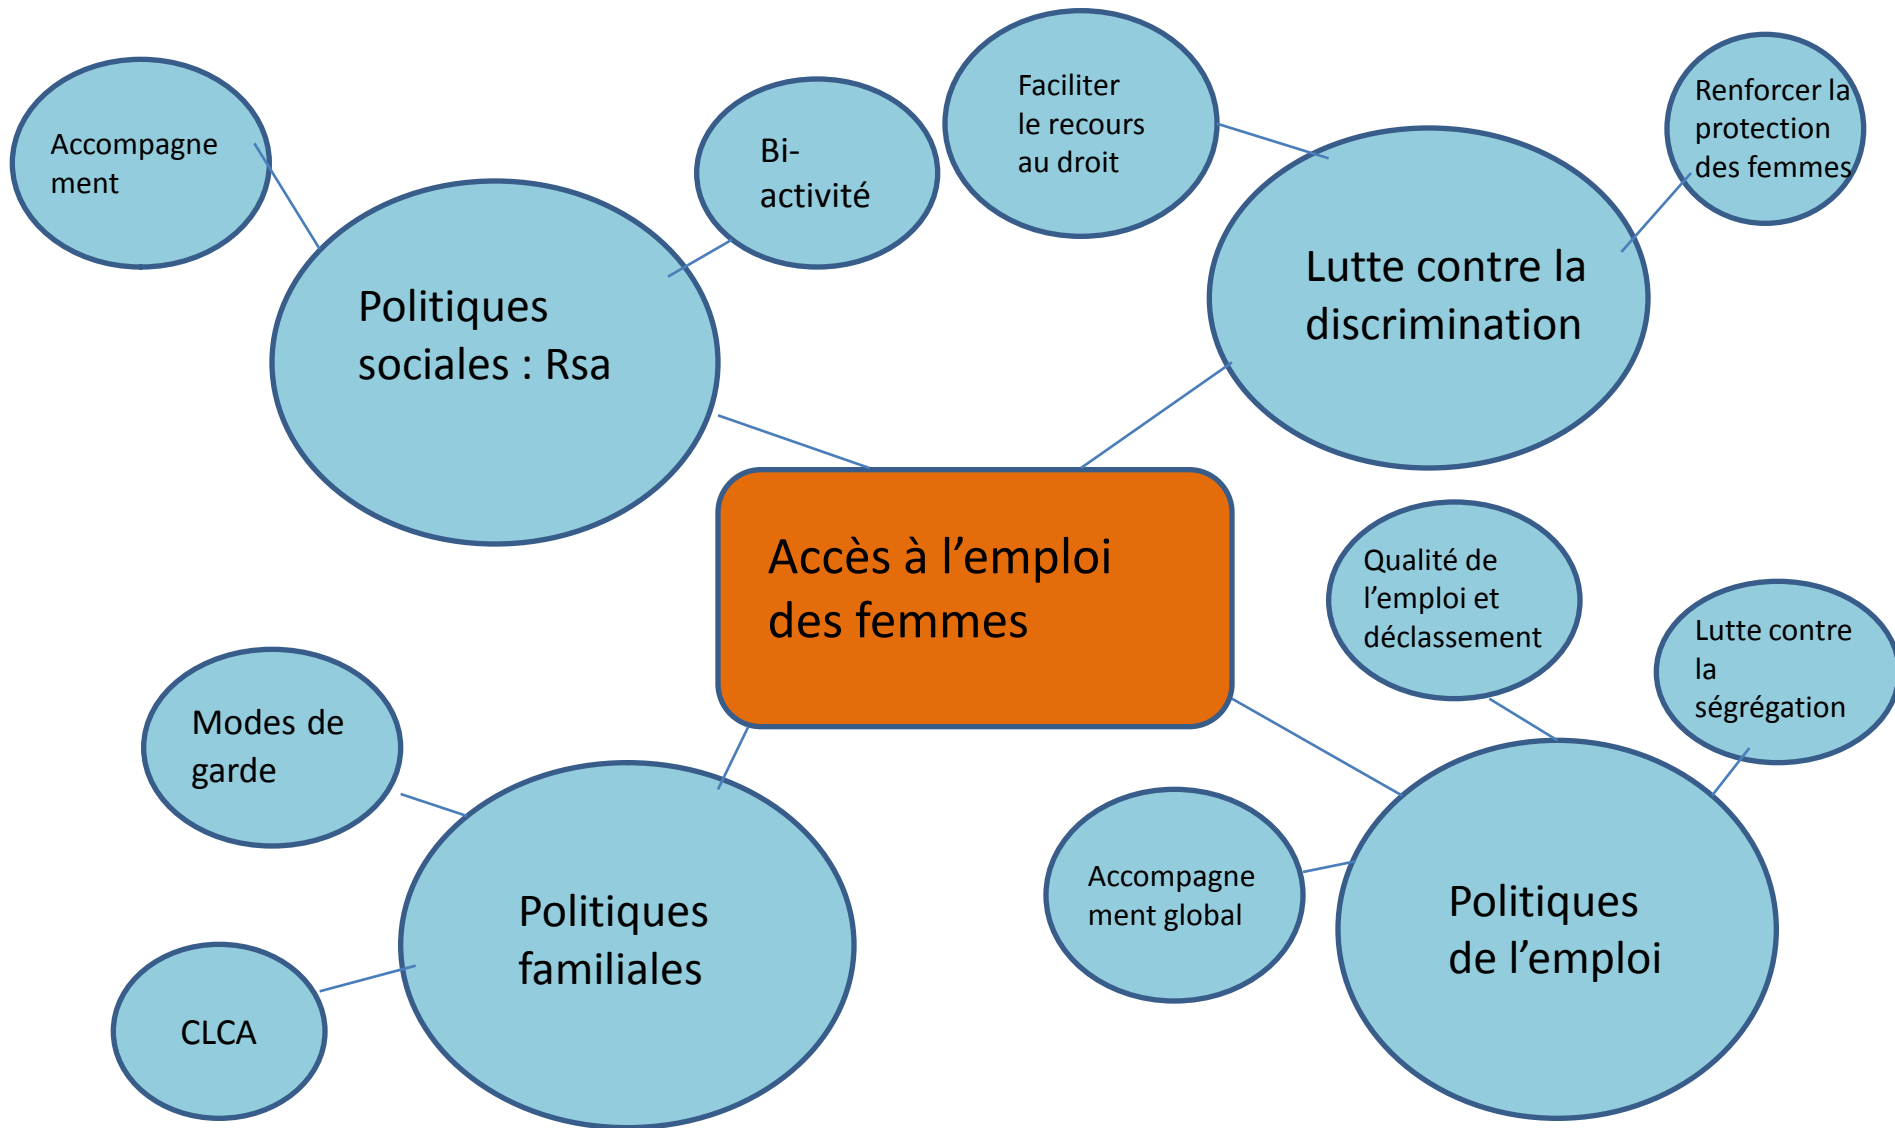 Accompagne
ment
Bi-
activité
Faciliter
le recours
au droit
Renforcer la
protection
des femmes
Politiques
sociales : Rsa
Lutte contre la
discrimination
Accès à l’emploi
des femmes
Qualité de
l’emploi et
déclassement
Lutte contre
la
ségrégation
Modes de
garde
Accompagne
ment global
Politiques
familiales
Politiques
de l’emploi
CLCA